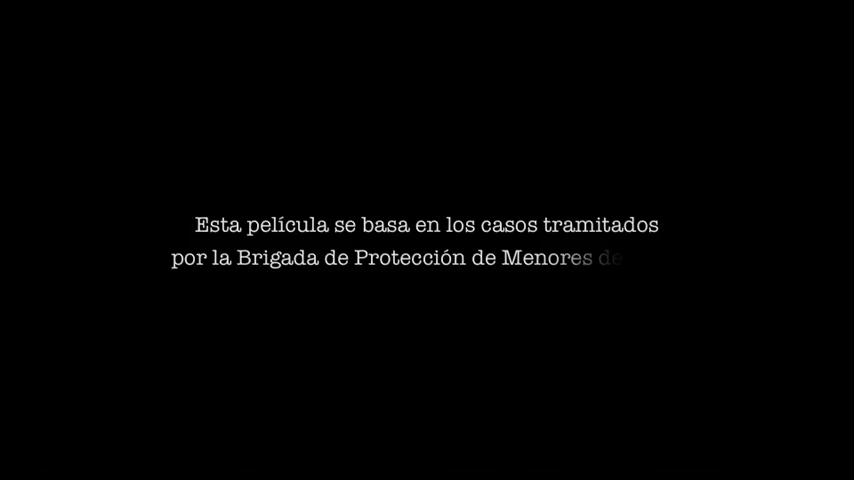 Esta película se basa en los casos tramitados
por la Brigada de Protección de Menores de